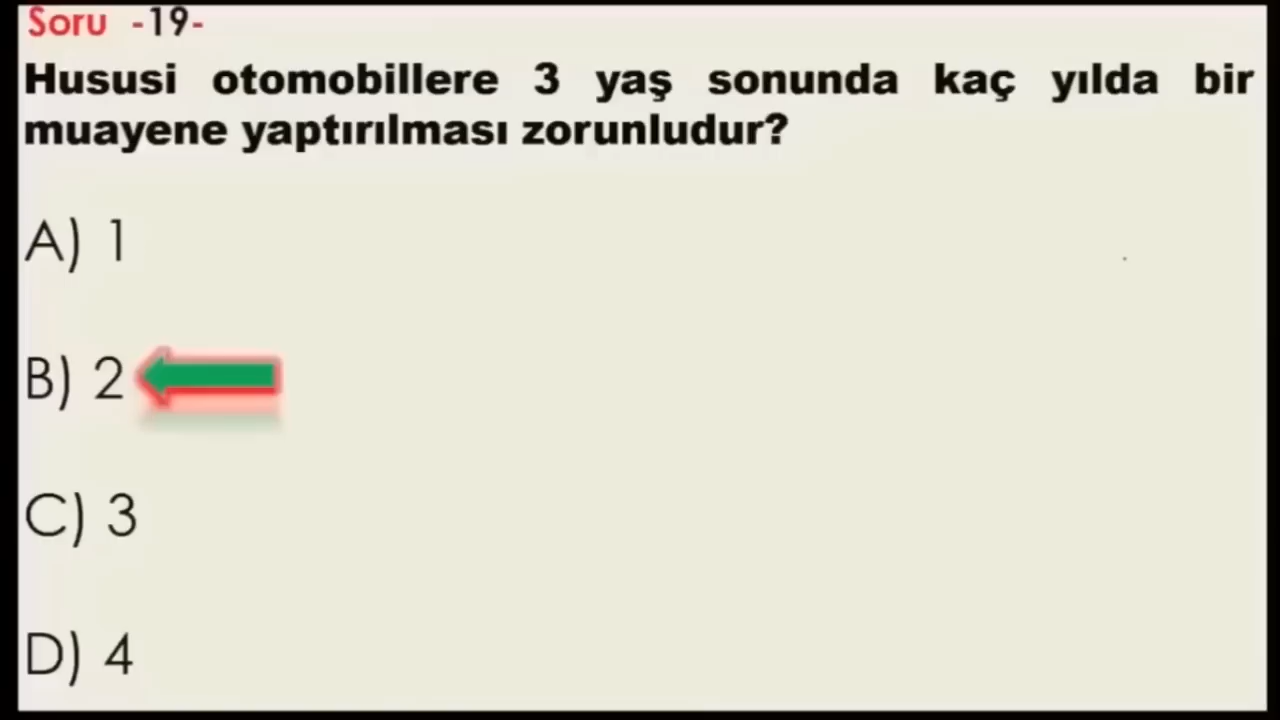 Soru -19-
Hususi otomobillere 3 yaş sonunda kaç yılda bir
muayene yaptırılması zorunludur?
A) 1
B) 2
C) 3
D) 4